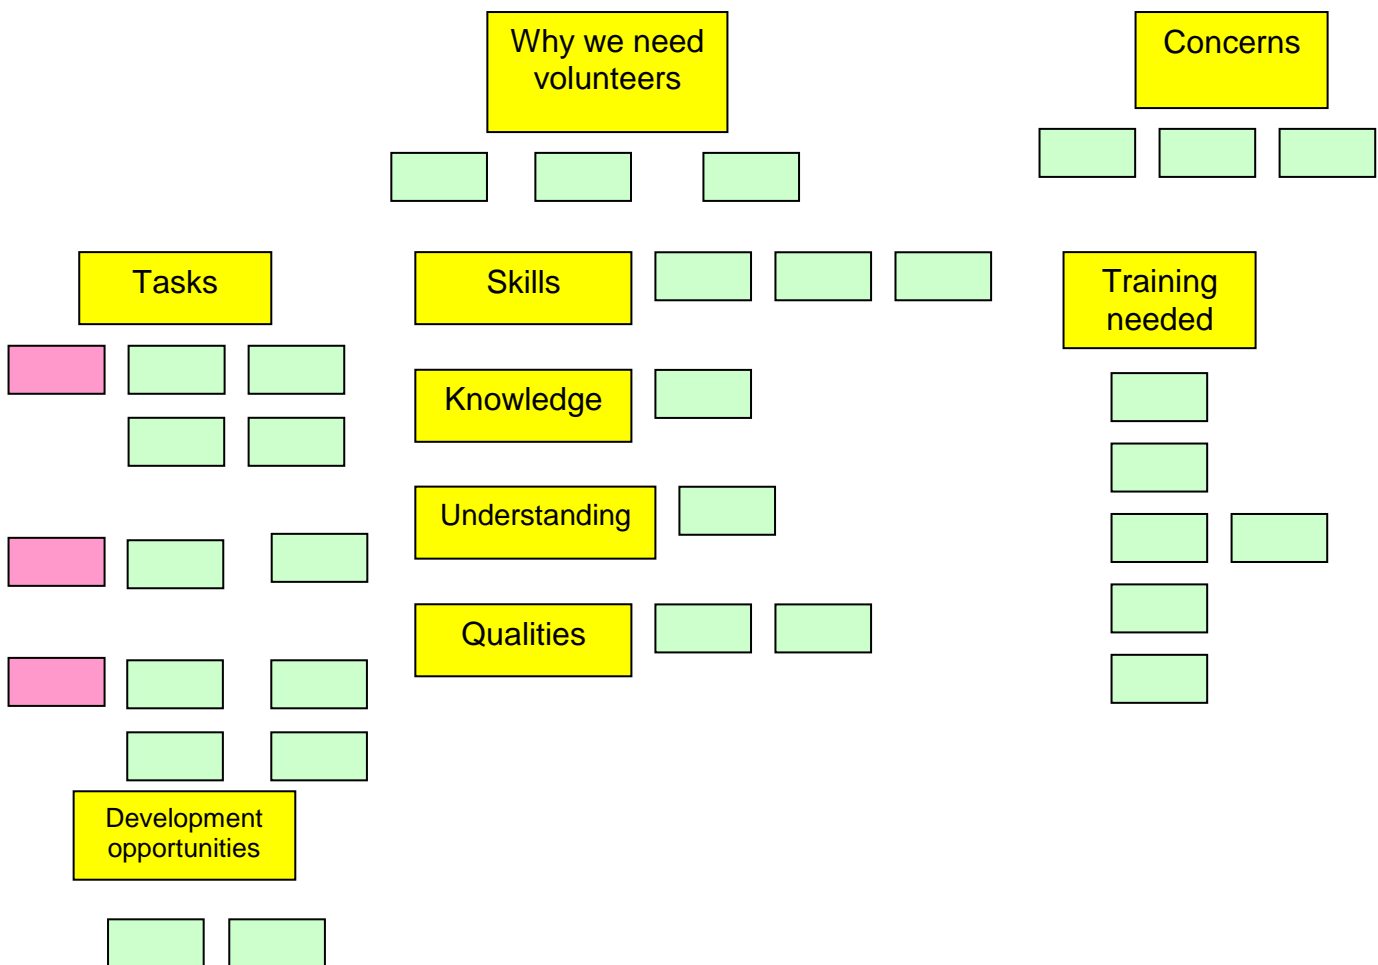 Why we need
volunteers
Concerns
Tasks
Skills
Training
needed
Knowledge
Understanding
Qualities
Development
opportunities